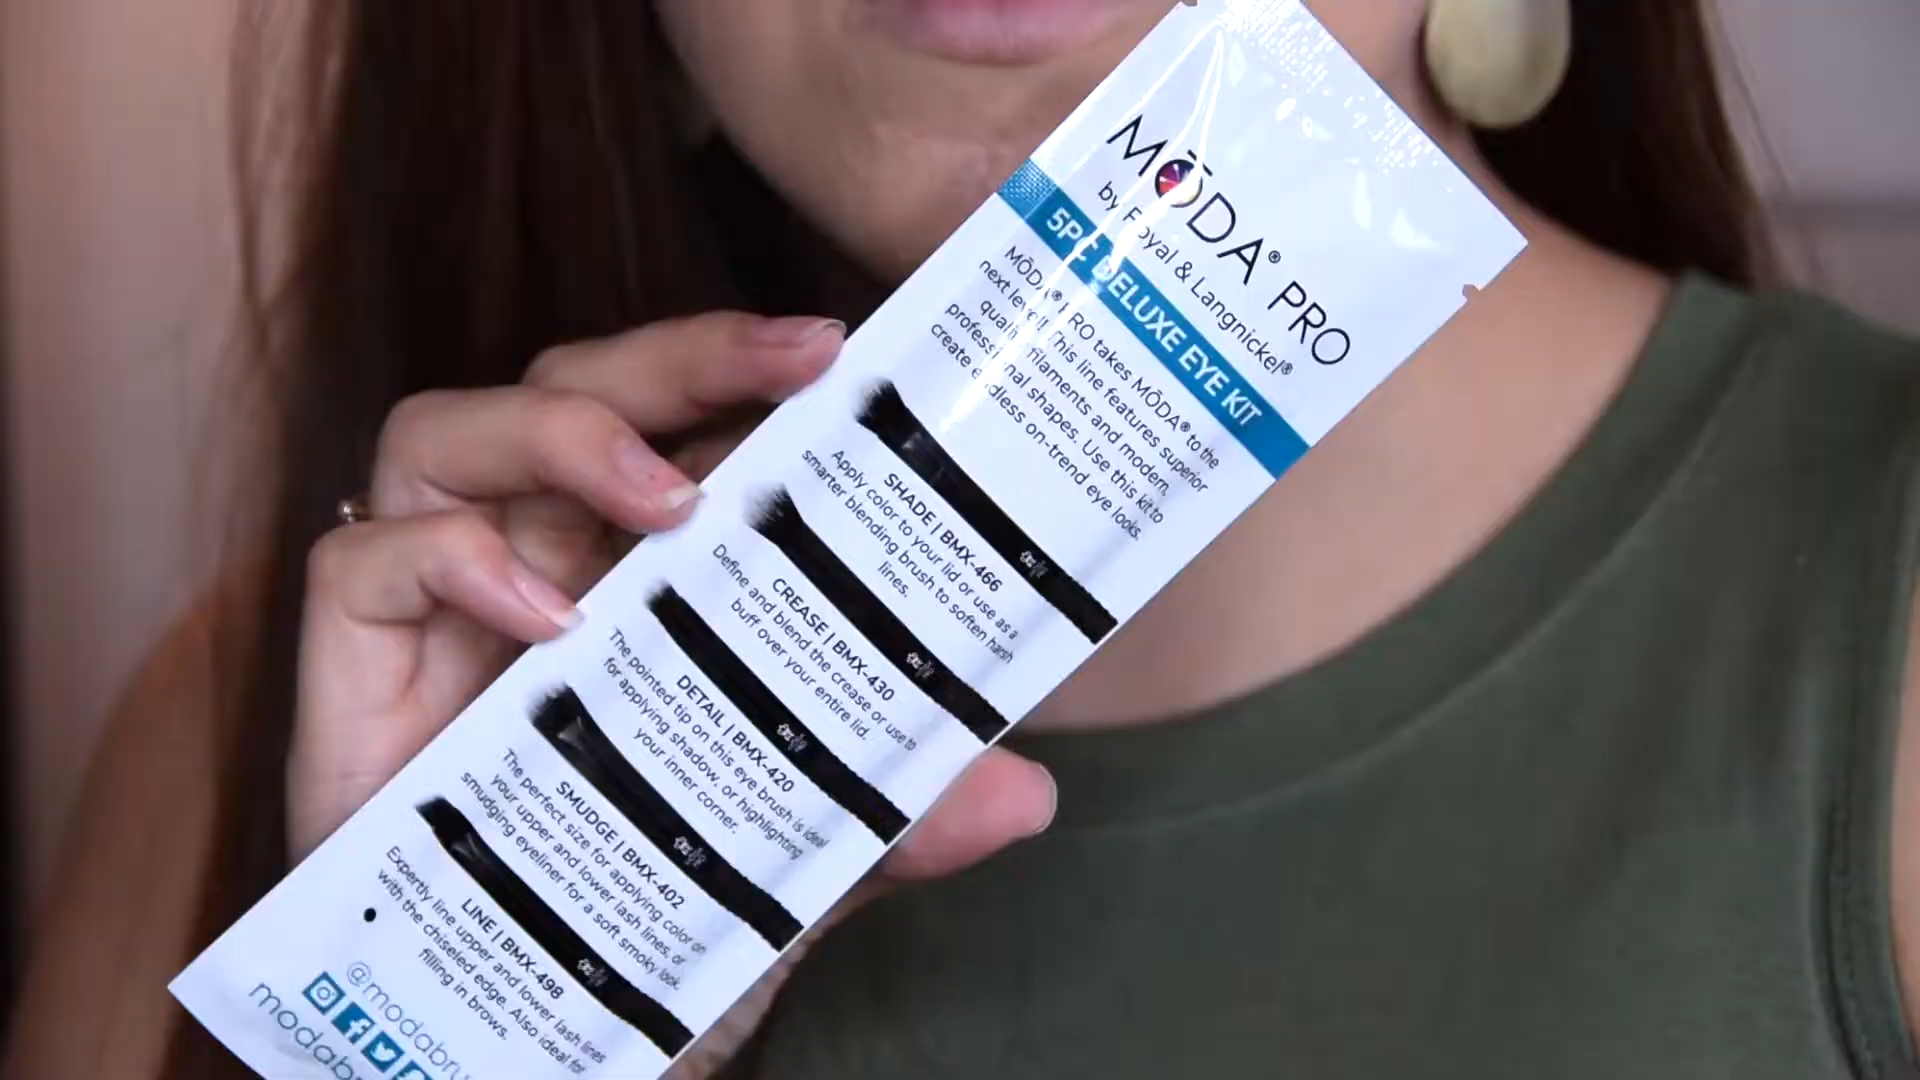 MŌDA® PRO
by Royal & Langnickel®
5PC DELUXE EYE KIT
MŌDA® PRO takes MŌDA® to the
next level! This line features superior
quality filaments and modern,
professional shapes. Use this kit to
create endless on-trend eye looks.
SHADE | BMX-466
Apply color to your lid or use as a
smarter blending brush to soften harsh
lines.
CREASE | BMX-430
Define and blend the crease or use to
buff over your entire lid.
DETAIL | BMX-420
The pointed tip on this eye brush is ideal
for applying shadow, or highlighting
your inner corner.
SMUDGE | BMX-402
The perfect size for applying color on
your upper and lower lash lines, or
smudging eyeliner for a soft smoky look.
LINE | BMX-498
Expertly line upper and lower lash lines
with the chiseled edge. Also ideal for
filling in brows.
@modabru
modabr